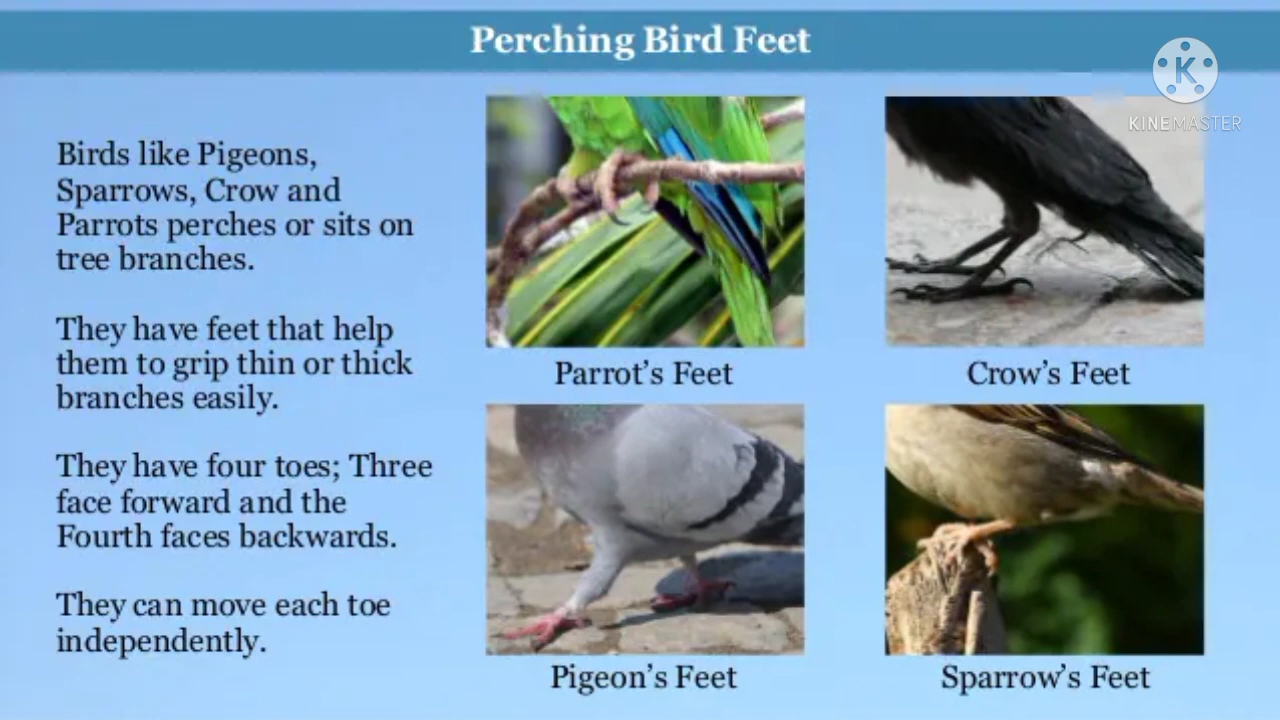 Perching Bird Feet
K
KINEMASTER
Birds like Pigeons,
Sparrows, Crow and
Parrots perches or sits on
tree branches.
They have feet that help
them to grip thin or thick
branches easily.
They have four toes; Three
face forward and the
Fourth faces backwards.
They can move each toe
independently.
Parrot's Feet
Crow's Feet
Pigeon's Feet
Sparrow's Feet